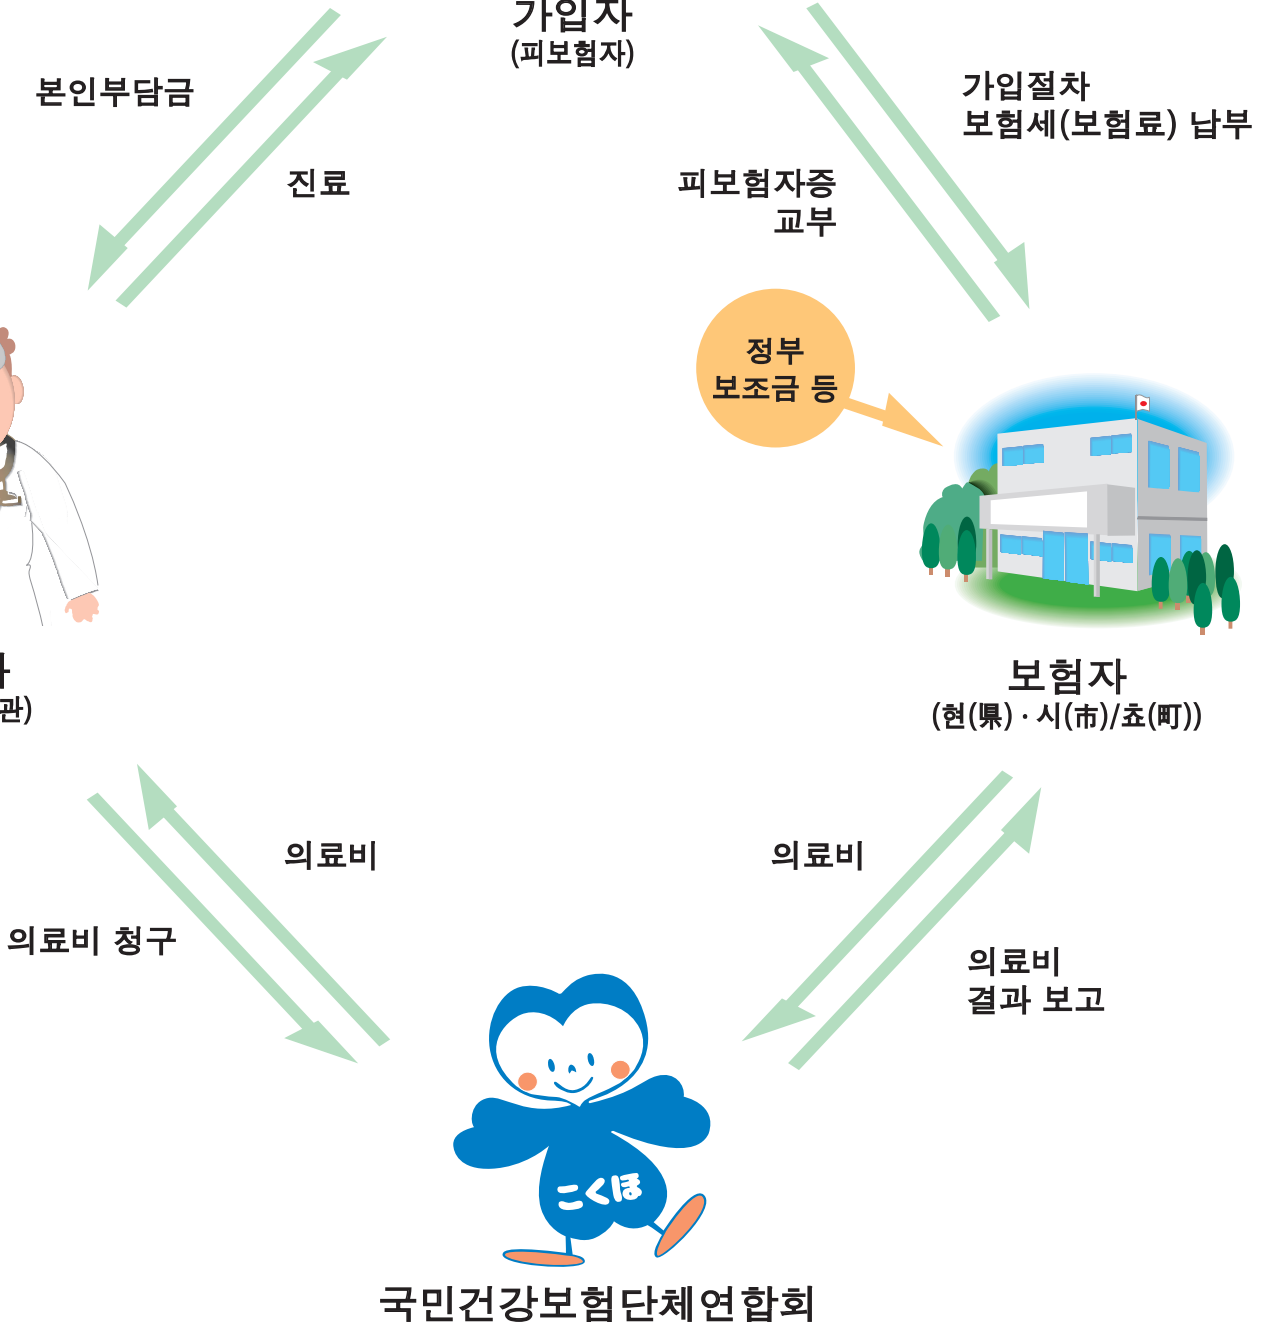 가입자
(피보험자)
본인부담금
진료
가입절차
보험세(보험료) 납부
피보험자증
교부
정부
보조금 등
관)
보험자
(현(県)·시(市)/쵸(町))
의료비
의료비 청구
의료비
의료비
결과 보고
こくほ
국민건강보험단체연합회